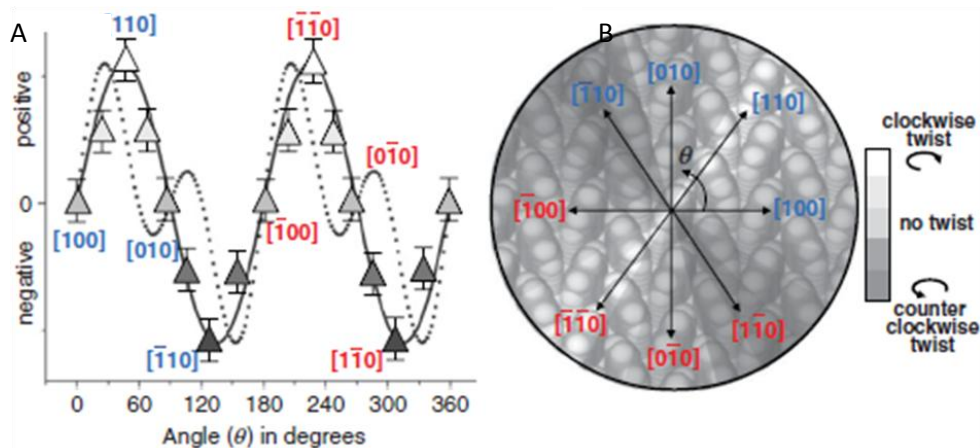 A
B
positive
0
negative
110]
[1̅1̅0]
[01̅0]
[100]
[010]
[1̅00]
[1̅10]
[11̅0]
0 60 120 180 240 300 360
Angle (θ) in degrees
[010]
[1̅10]
[110]
θ
[1̅00]
[100]
[1̅1̅0]
[01̅0]
[11̅0]
clockwise
twist
no twist
counter
clockwise
twist